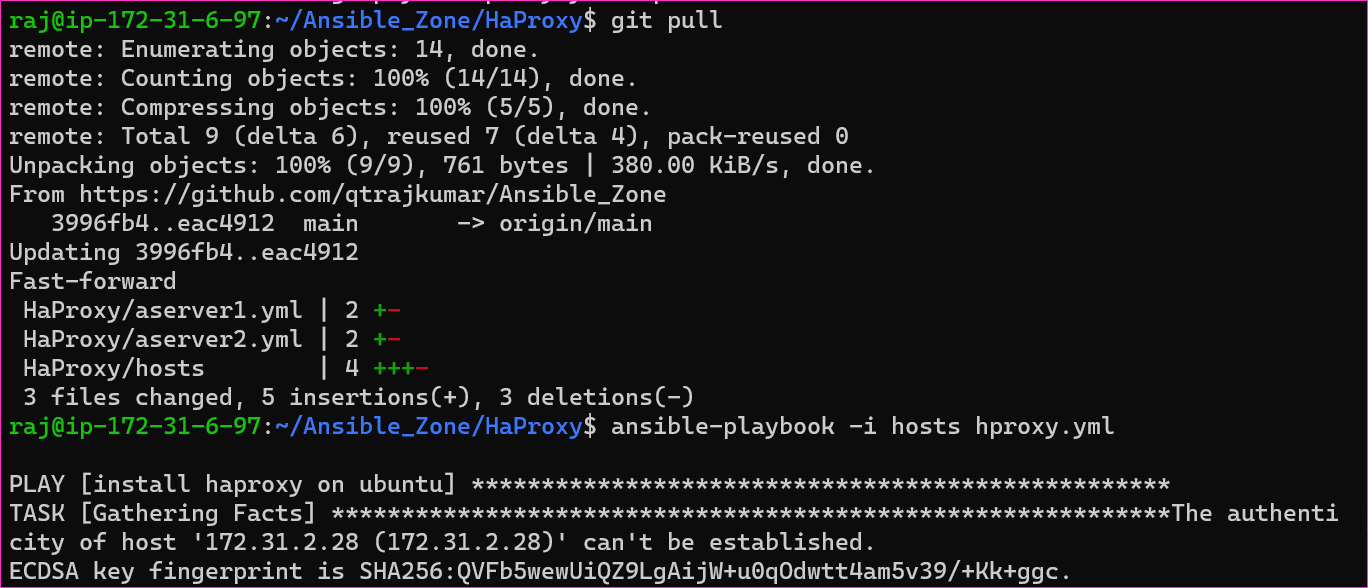 raj@ip-172-31-6-97:~/Ansible_Zone/HaProxy$ git pull
remote: Enumerating objects: 14, done.
remote: Counting objects: 100% (14/14), done.
remote: Compressing objects: 100% (5/5), done.
remote: Total 9 (delta 6), reused 7 (delta 4), pack-reused 0
Unpacking objects: 100% (9/9), 761 bytes | 380.00 KiB/s, done.
From https://github.com/qtrajkumar/Ansible_Zone
   3996fb4..eac4912  main       -> origin/main
Updating 3996fb4..eac4912
Fast-forward
 HaProxy/aserver1.yml | 2 +-
 HaProxy/aserver2.yml | 2 +-
 HaProxy/hosts        | 4 +++-
 3 files changed, 5 insertions(+), 3 deletions(-)
raj@ip-172-31-6-97:~/Ansible_Zone/HaProxy$ ansible-playbook -i hosts hproxy.yml
PLAY [install haproxy on ubuntu] **************************************************
TASK [Gathering Facts] ************************************************************The authenti
city of host '172.31.2.28 (172.31.2.28)' can't be established.
ECDSA key fingerprint is SHA256:QVFb5wewUiQZ9LgAijW+u0qOdwtt4am5v39/+Kk+ggc.